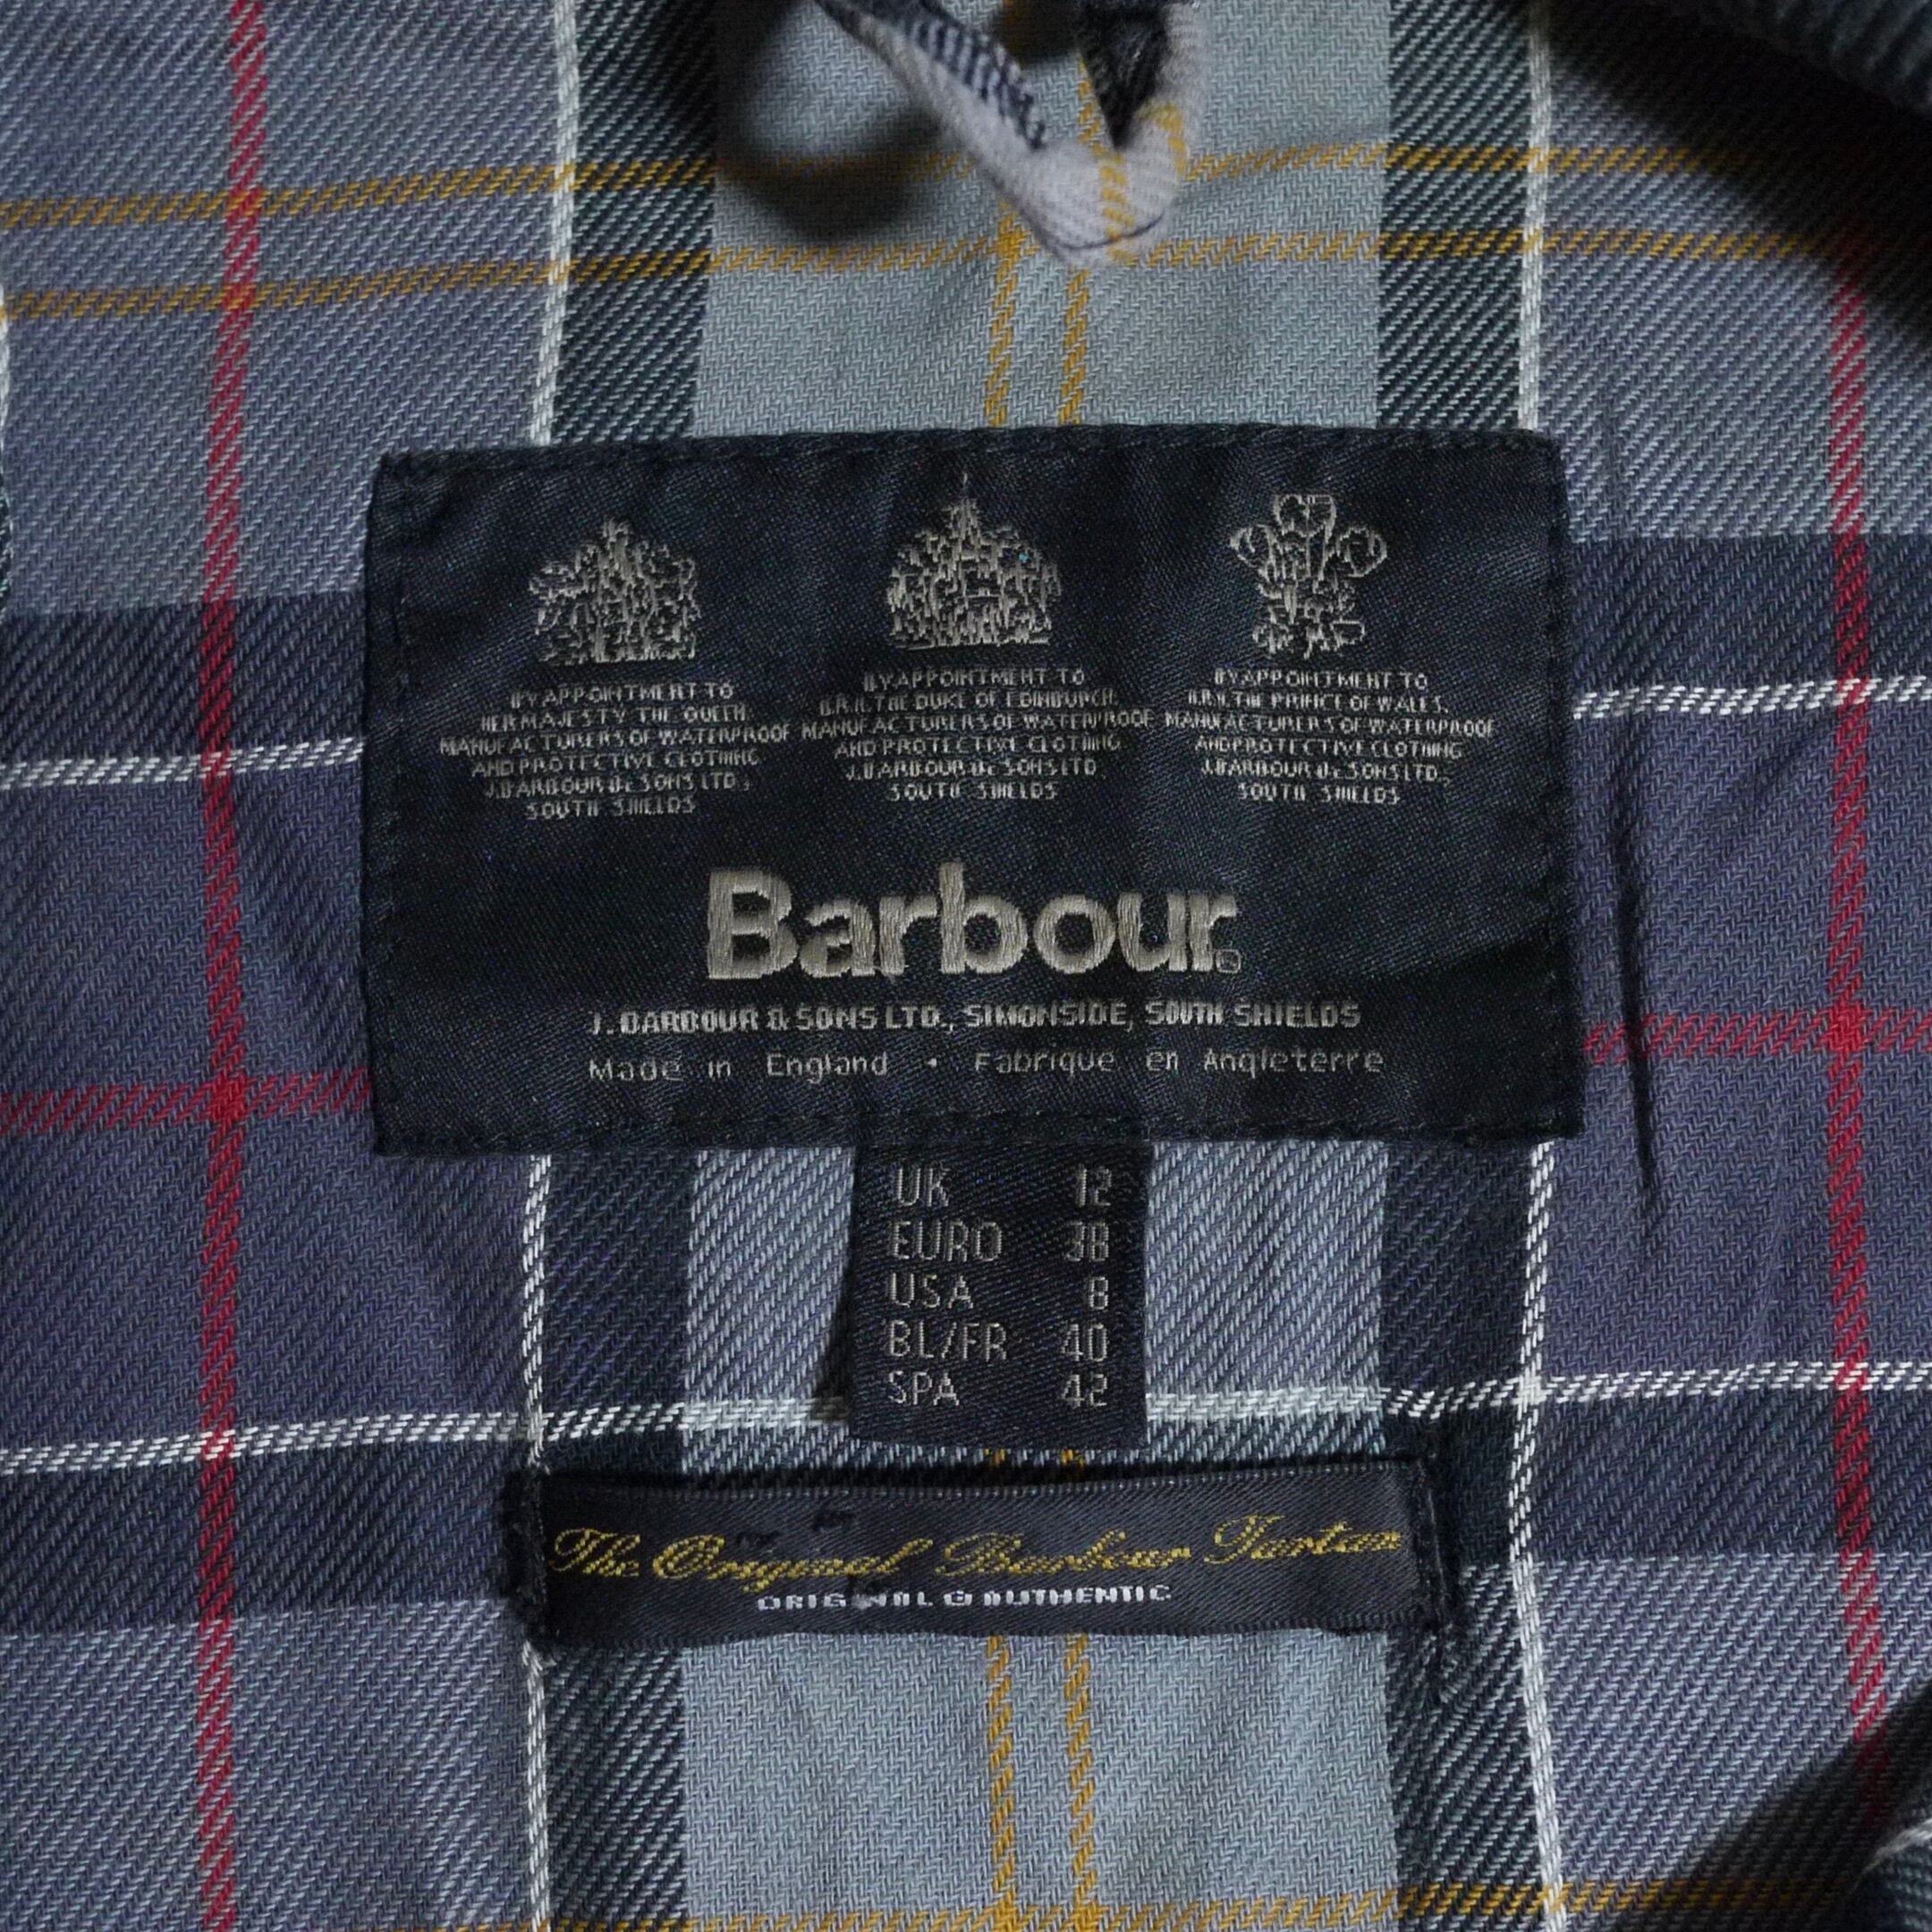 BY APPOINTMENT TO
HER MAJESTY THE QUEEN
MANUFACTURERS OF WATERPROOF
AND PROTECTIVE CLOTHING
J.BARBOUR & SONS LTD.,
SOUTH SHIELDS
BY APPOINTMENT TO
H.R.H. THE DUKE OF EDINBURGH.
MANUFACTURERS OF WATERPROOF
AND PROTECTIVE CLOTHING
J.BARBOUR & SONS LTD
SOUTH SHIELDS
BY APPOINTMENT TO
H.R.H. THE PRINCE OF WALES.
MANUFACTURERS OF WATERPROOF
AND PROTECTIVE CLOTHING
J.BARBOUR & SONS LTD.,
SOUTH SHIELDS
Barbour®
J. BARBOUR & SONS LTD., SIMONSIDE, SOUTH SHIELDS
Made in England • Fabriqué en Angleterre
UK 12
EURO 38
USA 8
BL/FR 40
SPA 42
The Original Barbour Tartan
ORIGINAL & AUTHENTIC